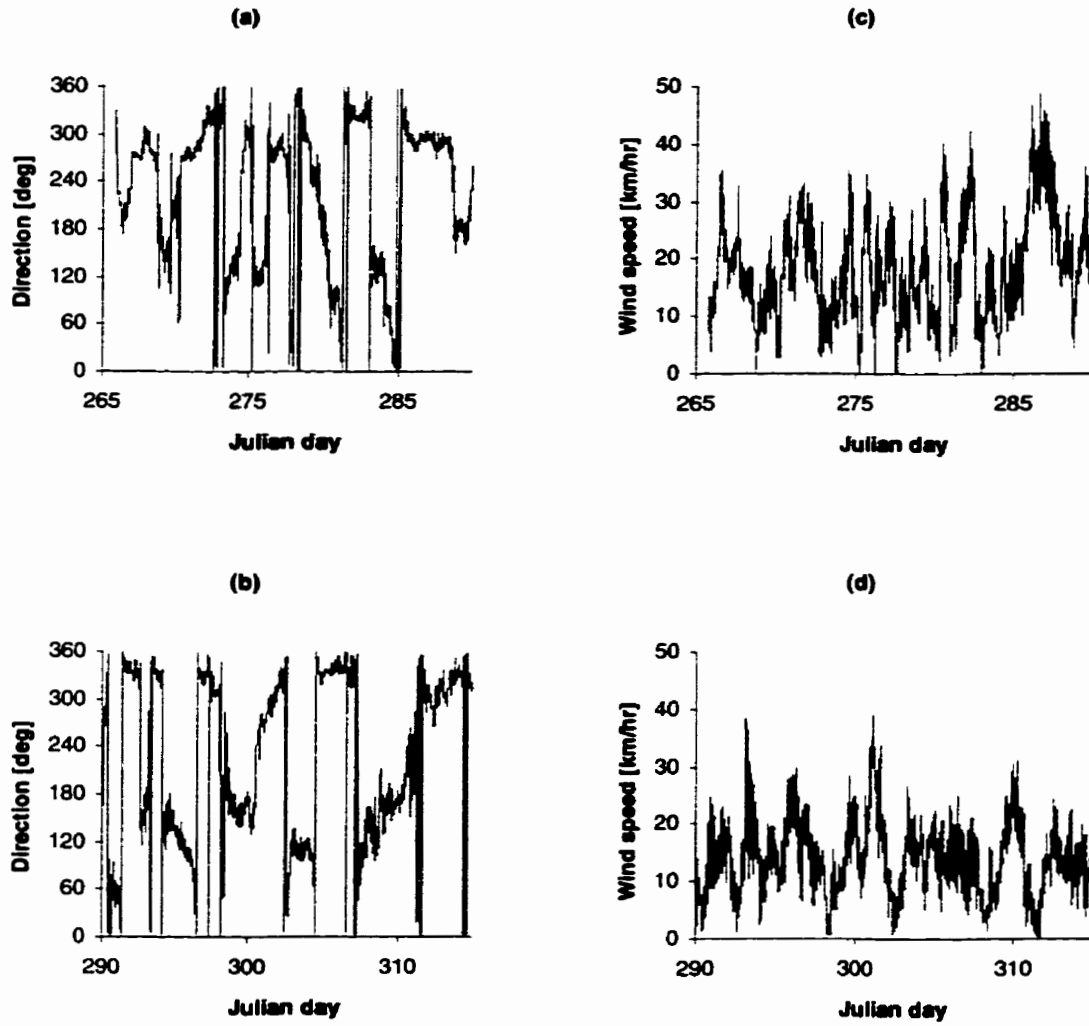 (a)
360
300
240
180
120
60
0
Direction [deg]
265 275 285
Julian day
(c)
50
40
30
20
10
0
Wind speed [km/hr]
265 275 285
Julian day
(b)
360
300
240
180
120
60
0
Direction [deg]
290 300 310
Julian day
(d)
50
40
30
20
10
0
Wind speed [km/hr]
290 300 310
Julian day